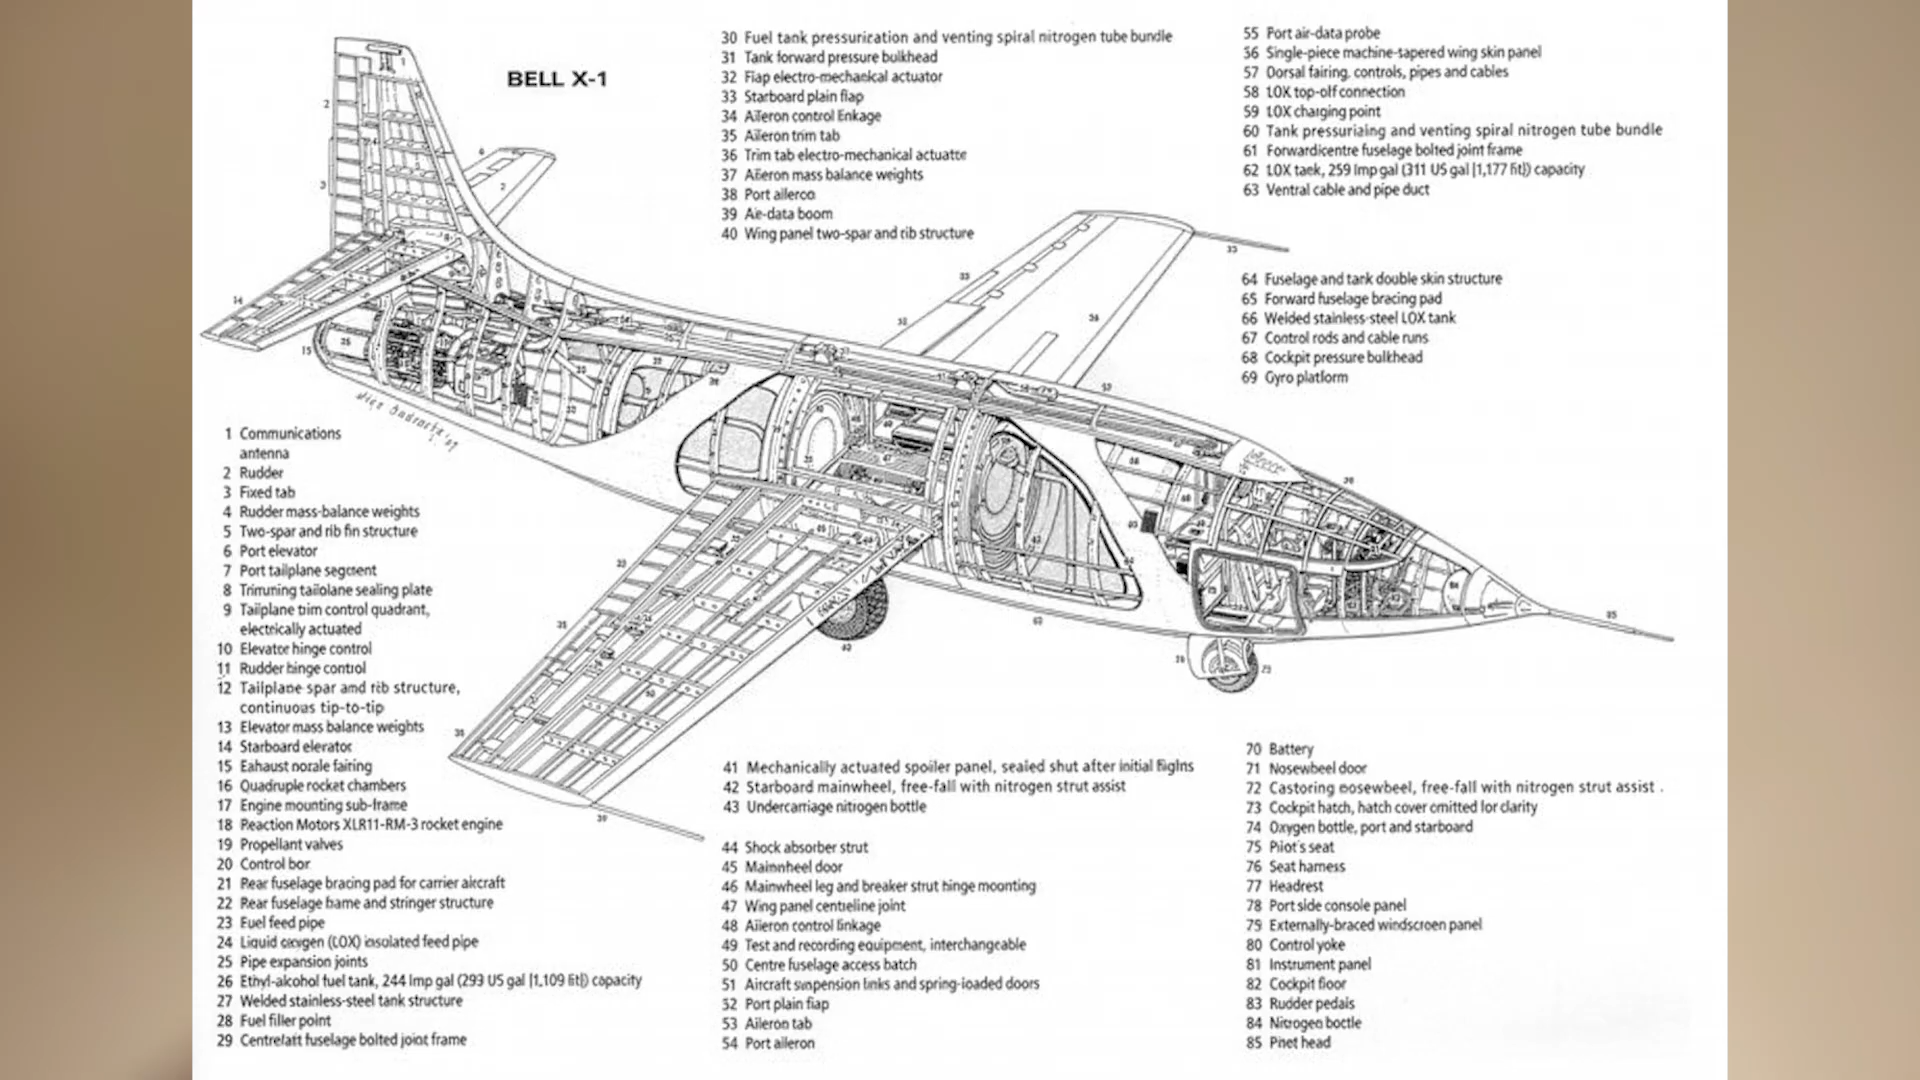 BELL X-1
1 Communications
antenna
2 Rudder
3 Fixed tab
4 Rudder mass-balance weights
5 Two-spar and rib fin structure
6 Port elevator
7 Port tailplane segment
8 Trimming tailolane sealing plate
9 Tailplane trim control quadrant,
electrically actuated
10 Elevator hinge control
11 Rudder hinge control
12 Tailplane spar and rib structure,
continuous tip-to-tip
13 Elevator mass balance weights
14 Starboard elerator
15 Eahaust norale fairing
16 Quadruple rocket chambers
17 Engine mounting sub-frame
18 Reaction Motors XLR11-RM-3 rocket engine
19 Propellant valves
20 Control bor
21 Rear fuselage bracing pad for carrier aircraft
22 Rear fuselage bame and stringer structure
23 Fuel feed pipe
24 Liquid oxygen (LOX) insolated feed pipe
25 Pipe expansion joints
26 Ethyl-alcohol fuel tank, 244 Imp gal (293 US gal [1,109 fit]) capacity
27 Welded stainless-steel tank structure
28 Fuel filler point
29 Centrelaft fuselage bolted joint frame
30 Fuel tank pressurication and venting spiral nitrogen tube bundle
31 Tank forward pressure bulkhead
32 Flap electro-mechanical actuator
33 Starboard plain flap
34 Aileron control linkage
35 Aileron trim tab
36 Trim tab electro-mechanical actuator
37 Aileron mass balance weights
38 Port aileron
39 Air-data boom
40 Wing panel two-spar and rib structure
41 Mechanically actuated spoiler panel, sealed shut after initial figlns
42 Starboard mainwheel, free-fall with nitrogen strut assist
43 Undercarriage nitrogen bottle
44 Shock absorber strut
45 Mainnheel door
46 Mainwheel leg and breaker strut hinge mounting
47 Wing panel centreline joint
48 Aileron control linkage
49 Test and recording equipment, interchangeable
50 Centre fuselage access batch
51 Aircraft suspension links and spring-loaded doors
52 Port plain flap
53 Aileron tab
54 Port aileron
55 Port air-data probe
56 Single-piece machine-tapered wing skin panel
57 Dorsal fairing, controls, pipes and cables
58 LOX top-off connection
59 LOX charging point
60 Tank pressurizing and venting spiral nitrogen tube bundle
61 Forwardicentre fuselage bolted joint frame
62 LOX taek, 259 Imp gal (311 US gal [1,177 fit]) capacity
63 Ventral cable and pipe duct
64 Fuselage and tank double skin structure
65 Forward fuselage bracing pad
66 Welded stainless-steel LOX tank
67 Control rods and cable runs
68 Cockpit pressure bulkhead
69 Gyro platform
70 Battery
71 Nosewheel door
72 Castoring nosewheel, free-fall with nitrogen strut assist .
73 Cockpit hatch, hatch cover omitted lor clarity
74 Oxygen bottle, port and starboard
75 Pilot's seat
76 Seat harness
77 Headrest
78 Port side console panel
79 Externally-braced windscreen panel
80 Control yoke
81 Instrument panel
82 Cockpit floor
83 Rudder pedals
84 Nitrogen boctle
85 Pitet head